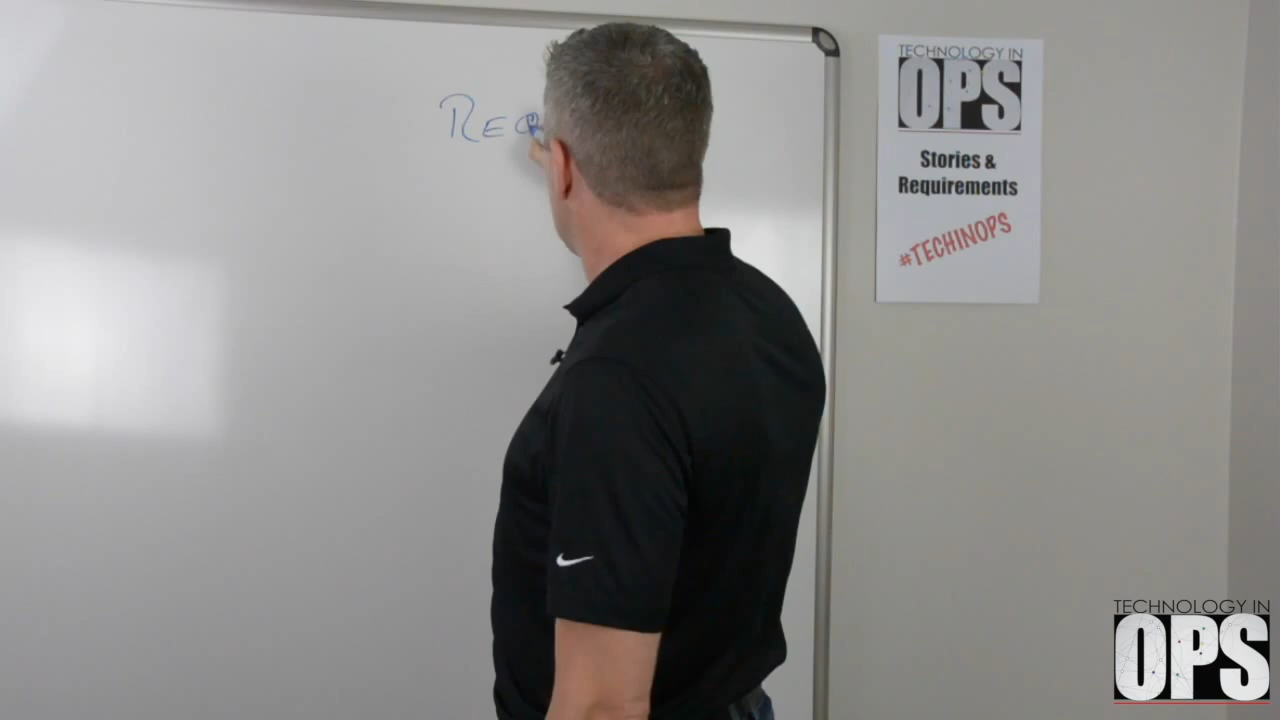 REQ
TECHNOLOGY IN
OPS
Stories &
Requirements
#TECHINOPS
TECHNOLOGY IN
OPS